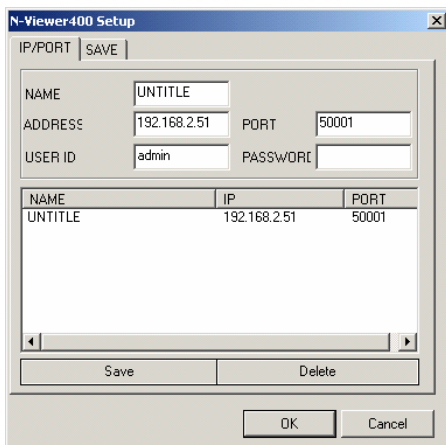 N-Viewer400 Setup
IP/PORT SAVE
NAME UNTITLE
ADDRESS 192.168.2.51 PORT 50001
USER ID admin PASSWORD
NAME IP PORT
UNTITLE 192.168.2.51 50001
Save Delete
OK Cancel